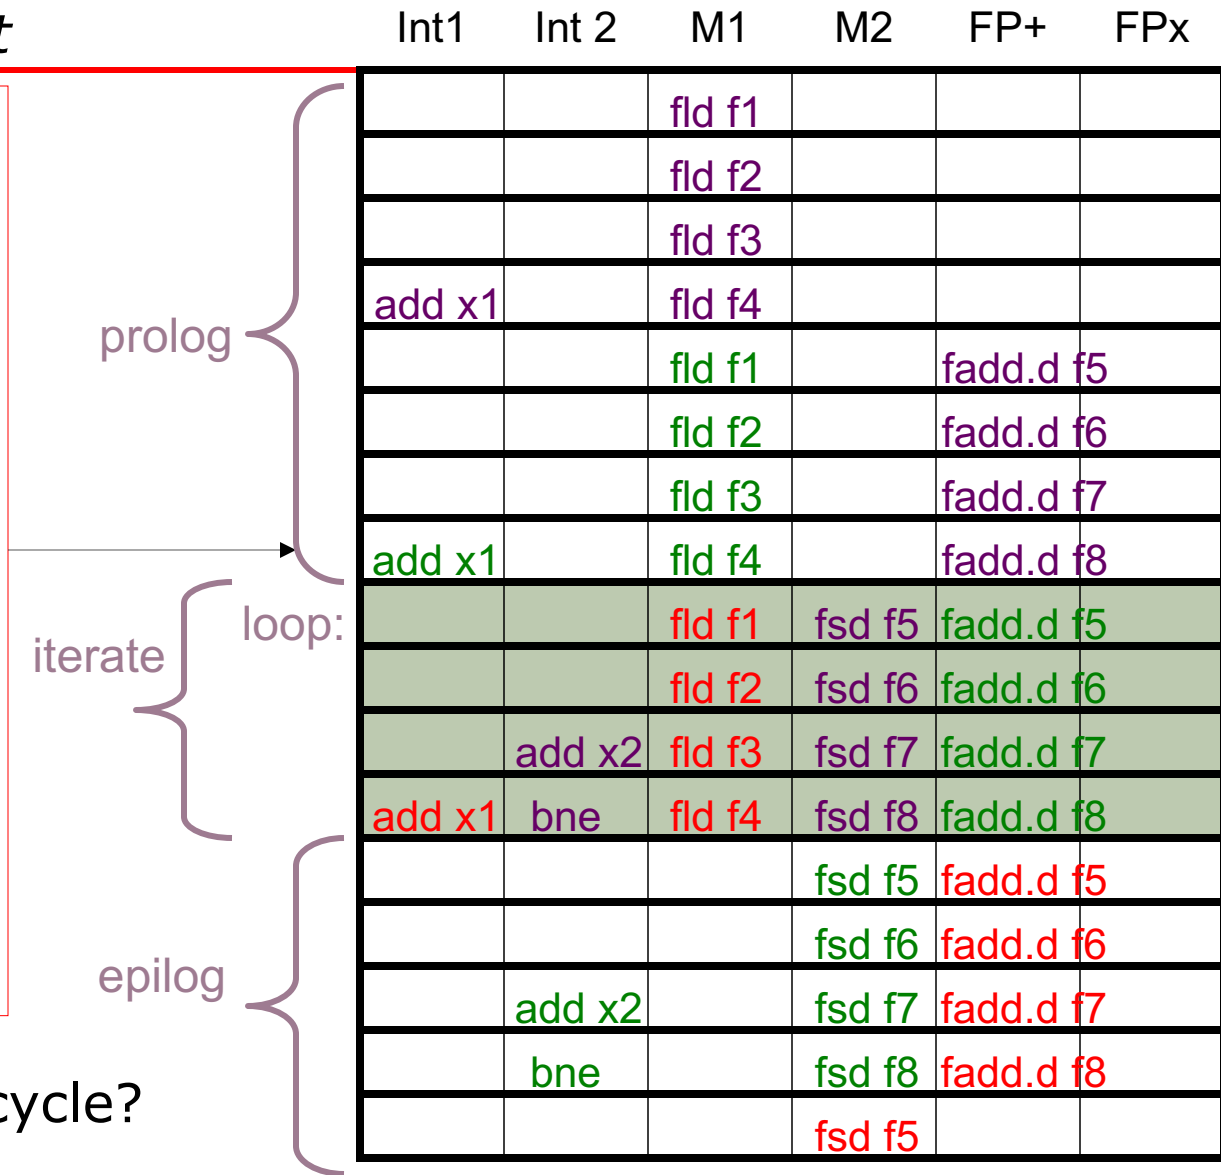 t Int1 Int 2 M1 M2 FP+ FPx
fld f1
fld f2
fld f3
add x1 fld f4
prolog
fld f1 fadd.d f5
fld f2 fadd.d f6
fld f3 fadd.d f7
add x1 fld f4 fadd.d f8
loop: fld f1 fsd f5 fadd.d f5
iterate
fld f2 fsd f6 fadd.d f6
add x2 fld f3 fsd f7 fadd.d f7
add x1 bne fld f4 fsd f8 fadd.d f8
fsd f5 fadd.d f5
fsd f6 fadd.d f6
epilog
add x2 fsd f7 fadd.d f7
bne fsd f8 fadd.d f8
cycle?
fsd f5